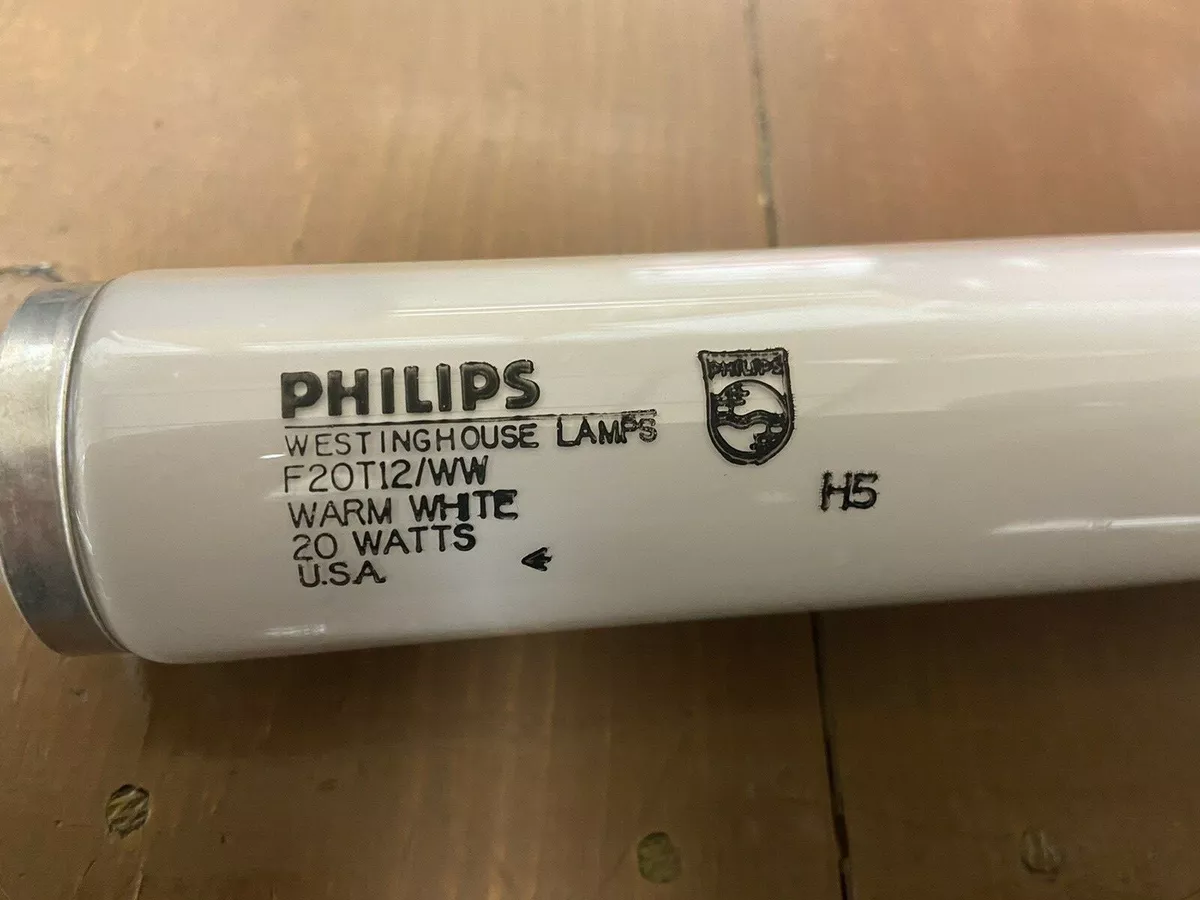 PHILIPS
WESTINGHOUSE LAMPS
F20T12/WW
WARM WHITE
20 WATTS
U.S.A.
PHILIPS
H5